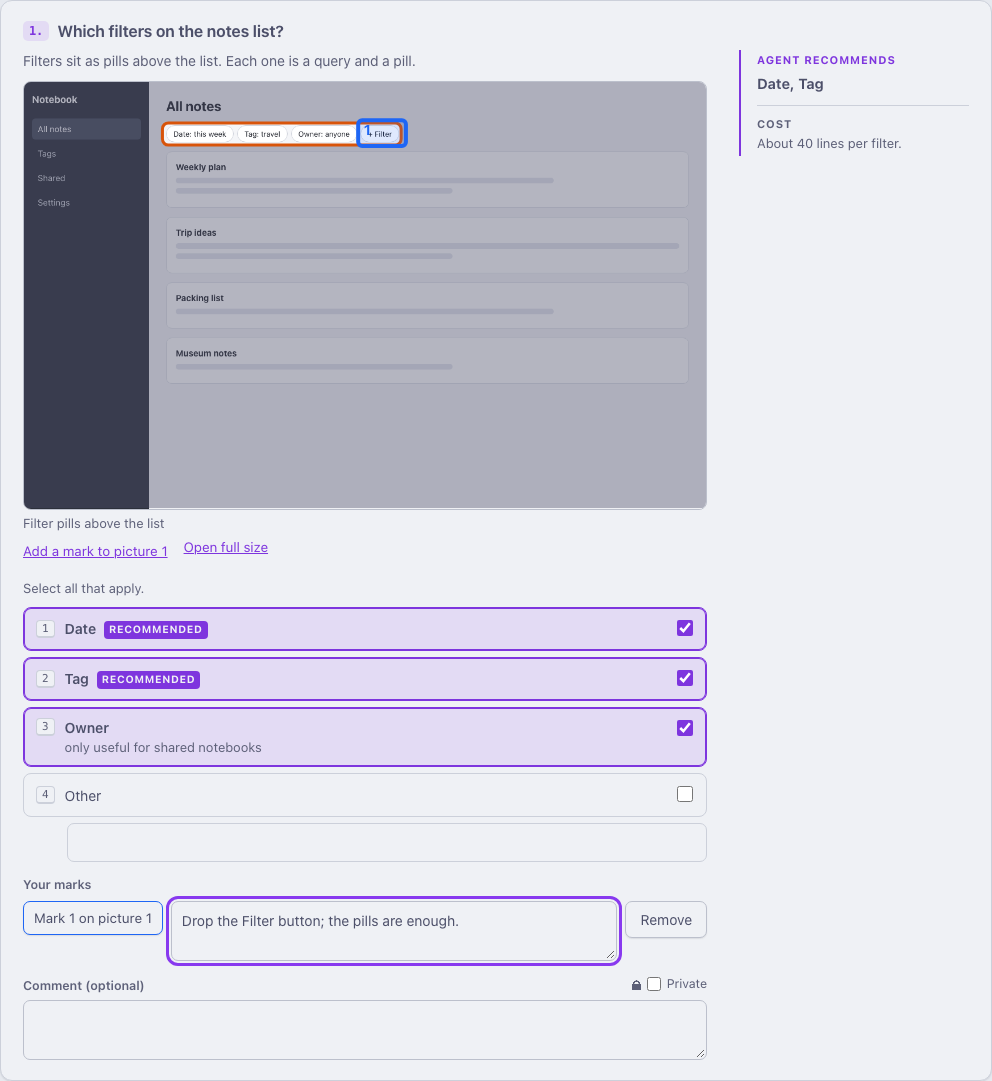 1. Which filters on the notes list?
Filters sit as pills above the list. Each one is a query and a pill.
AGENT RECOMMENDS
Date, Tag
COST
About 40 lines per filter.
Notebook
All notes
Tags
Shared
Settings
All notes
Date: this week Tag: travel Owner: anyone 1 Filter
Weekly plan
Trip ideas
Packing list
Museum notes
Filter pills above the list
Add a mark to picture 1 Open full size
Select all that apply.
1 Date RECOMMENDED
2 Tag RECOMMENDED
3 Owner
only useful for shared notebooks
4 Other
Your marks
Mark 1 on picture 1 Drop the Filter button; the pills are enough. Remove
Comment (optional) Private